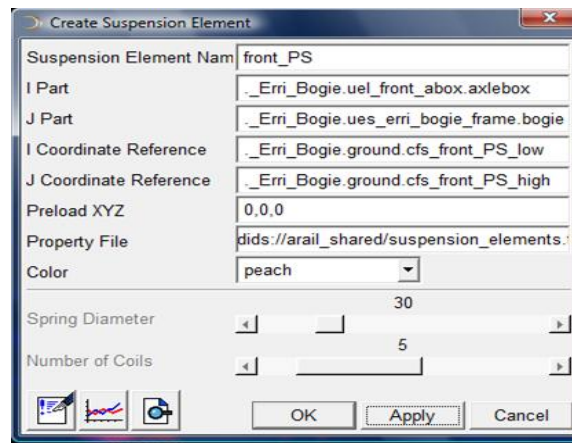 Create Suspension Element
Suspension Element Nam front_PS
I Part ._Erri_Bogie.uel_front_abox.axlebox
J Part ._Erri_Bogie.ues_erri_bogie_frame.bogie
I Coordinate Reference ._Erri_Bogie.ground.cfs_front_PS_low
J Coordinate Reference ._Erri_Bogie.ground.cfs_front_PS_high
Preload XYZ 0,0,0
Property File dids://arail_shared/suspension_elements.
Color peach
30
Spring Diameter
5
Number of Coils
OK Apply Cancel